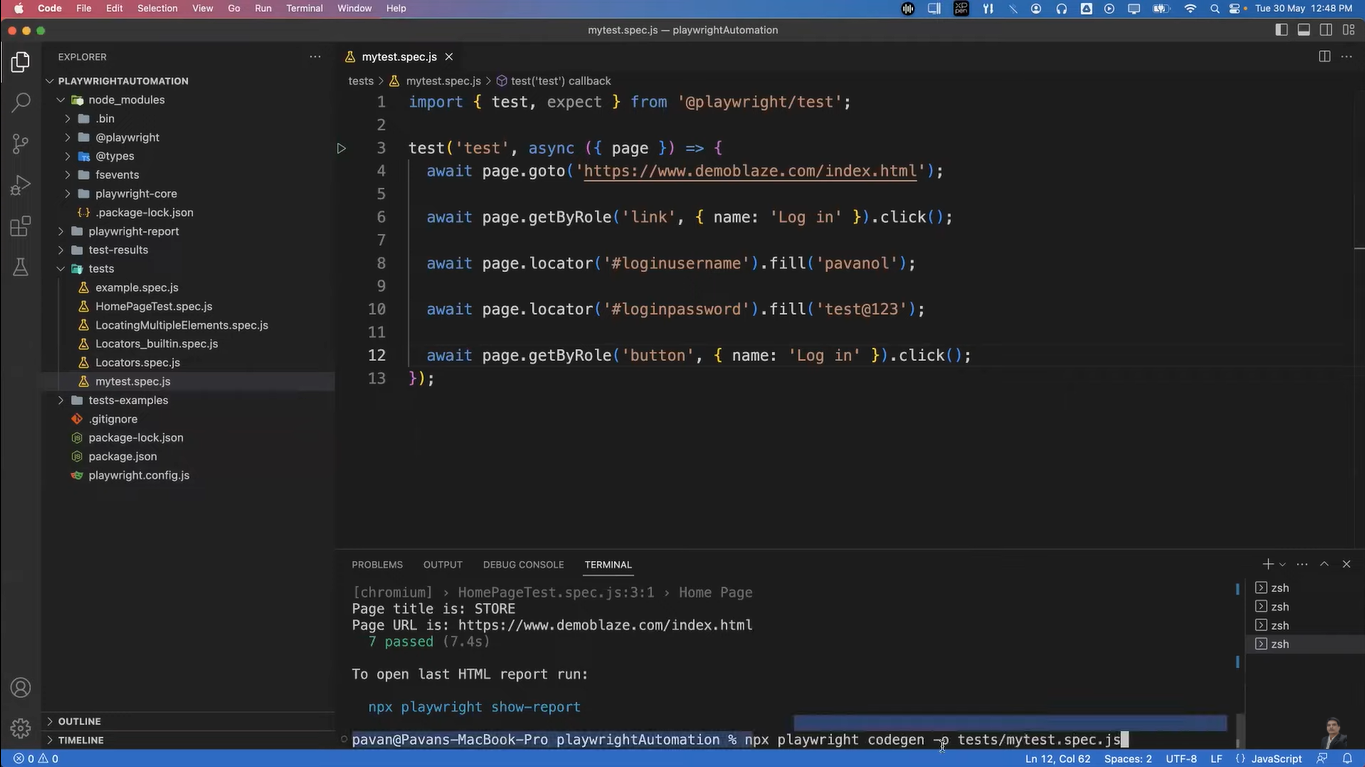 Code File Edit Selection View Go Run Terminal Window Help Tue 30 May 12:48 PM
mytest.spec.js — playwrightAutomation
EXPLORER
mytest.spec.js
PLAYWRIGHTAUTOMATION
tests > mytest.spec.js > test('test') callback
node_modules
.bin
@playwright
@types
fsevents
playwright-core
.package-lock.json
playwright-report
test-results
tests
example.spec.js
HomePageTest.spec.js
LocatingMultipleElements.spec.js
Locators_builtin.spec.js
Locators.spec.js
mytest.spec.js
tests-examples
.gitignore
package-lock.json
package.json
playwright.config.js
OUTLINE
TIMELINE
1 import { test, expect } from '@playwright/test';
2
3 test('test', async ({ page }) => {
4 await page.goto('https://www.demoblaze.com/index.html');
5
6 await page.getByRole('link', { name: 'Log in' }).click();
7
8 await page.locator('#loginusername').fill('pavanol');
9
10 await page.locator('#loginpassword').fill('test@123');
11
12 await page.getByRole('button', { name: 'Log in' }).click();
13 });
PROBLEMS OUTPUT DEBUG CONSOLE TERMINAL
[chromium] › HomePageTest.spec.js:3:1 › Home Page
Page title is: STORE
Page URL is: https://www.demoblaze.com/index.html
7 passed (7.4s)
To open last HTML report run:
npx playwright show-report
pavan@Pavans-MacBook-Pro playwrightAutomation % npx playwright codegen -o tests/mytest.spec.js
zsh
zsh
zsh
zsh
0 0 Ln 12, Col 62 Spaces: 2 UTF-8 LF {} JavaScript